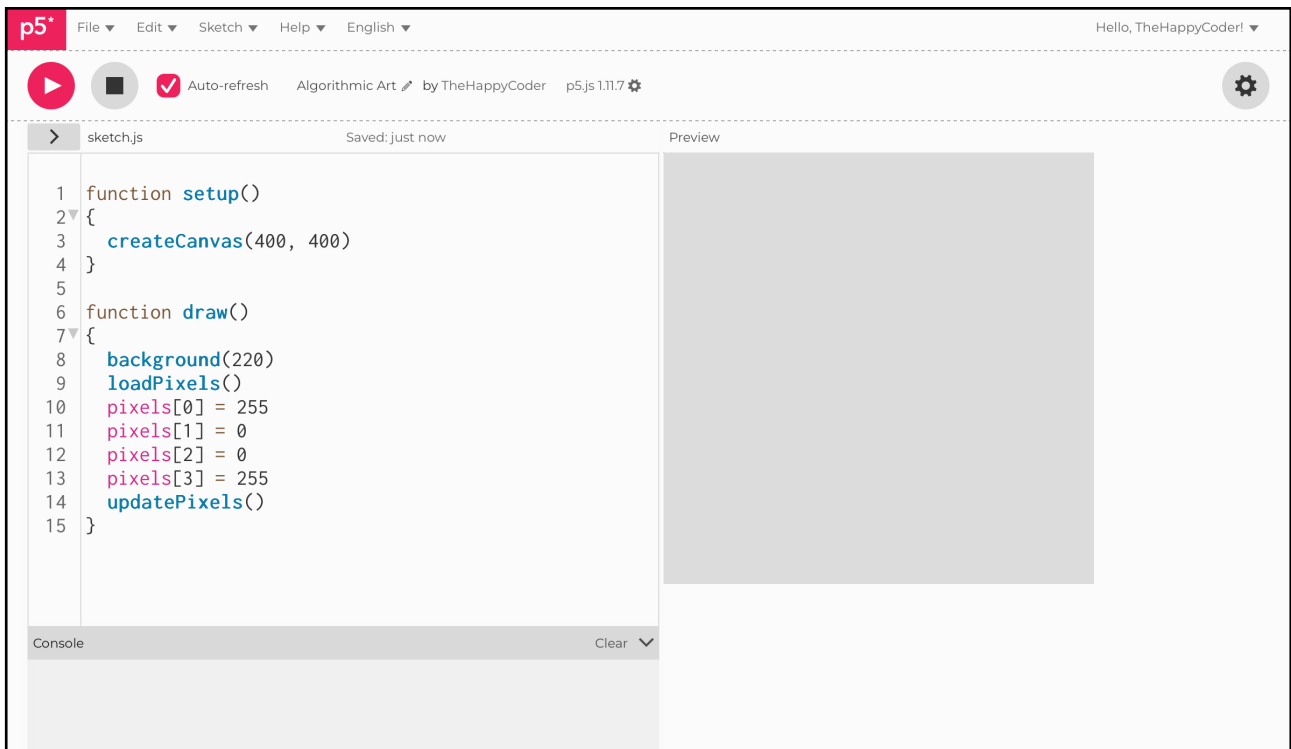 p5* File Edit Sketch Help English Hello, TheHappyCoder!
Auto-refresh Algorithmic Art by TheHappyCoder p5.js 1.11.7
sketch.js Saved: just now Preview
1 function setup()
2 {
3   createCanvas(400, 400)
4 }
5
6 function draw()
7 {
8   background(220)
9   loadPixels()
10   pixels[0] = 255
11   pixels[1] = 0
12   pixels[2] = 0
13   pixels[3] = 255
14   updatePixels()
15 }
Console Clear